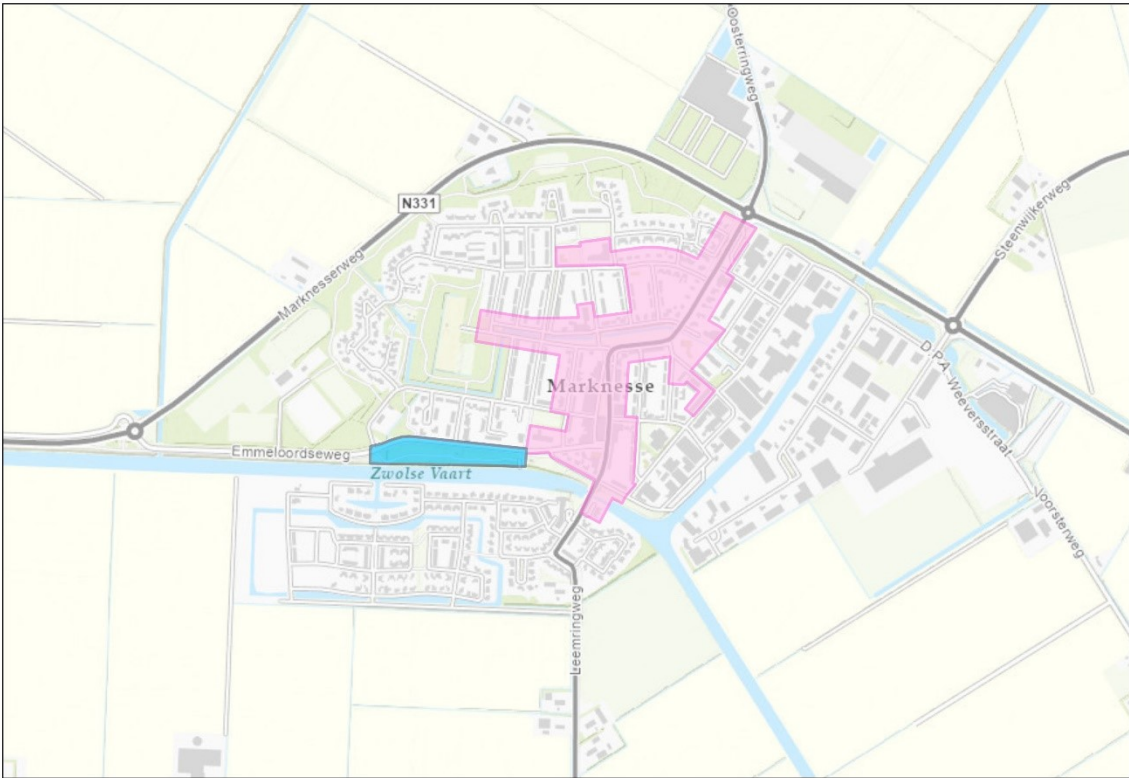 Oosterringweg
N331
Steenwijkerweg
Marknesserweg
D.P.A. Weeversstraat
Marknesse
Emmeloordseweg
Zwolse Vaart
Voorsterweg
Leemringweg